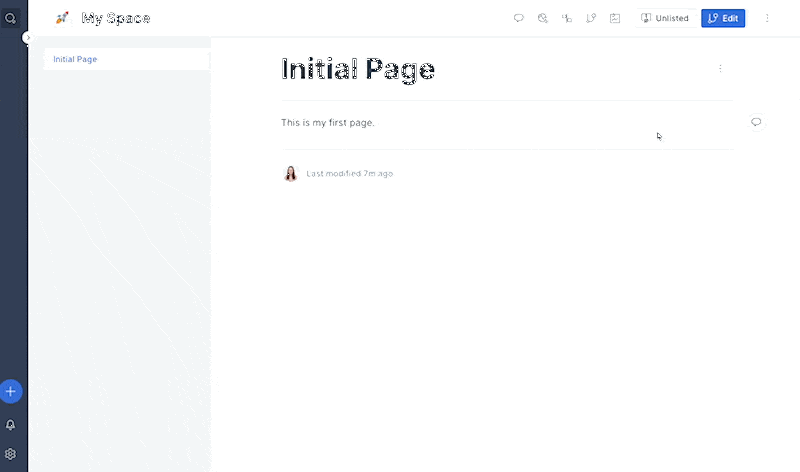 My Space
Unlisted
Edit
Initial Page
Initial Page
This is my first page.
Last modified 7m ago